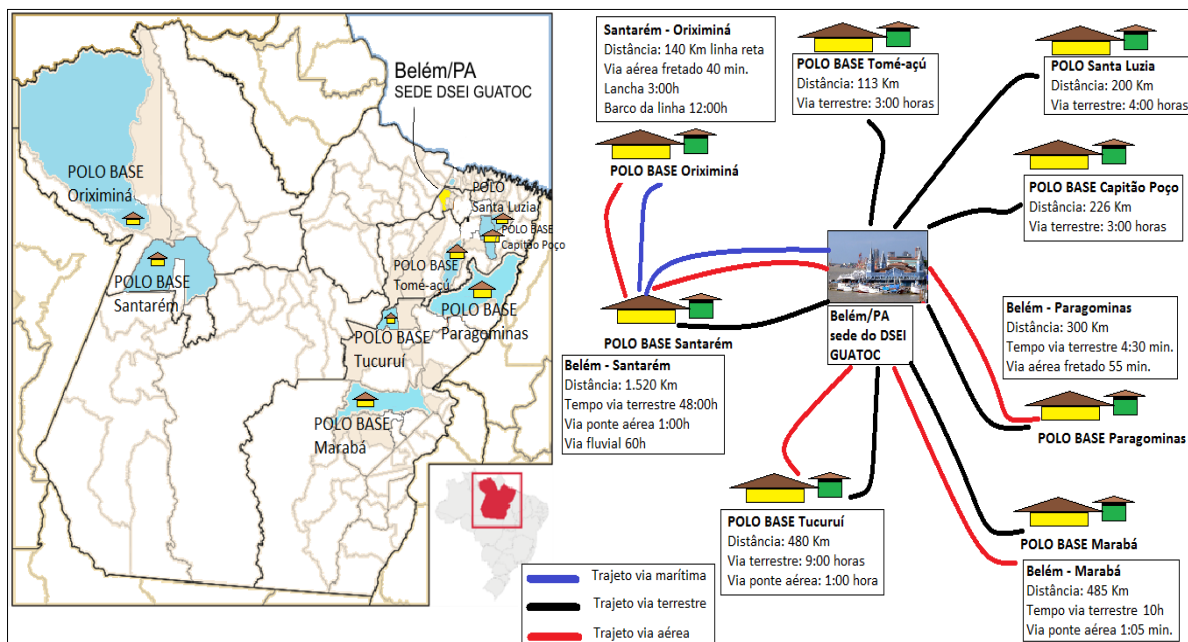 Belém/PA
SEDE DSEI GUATOC
POLO BASE
Oriximiná
POLO
Santa Luzia
POLO BASE
Capitão Poço
POLO BASE
Tomé-açú
POLO BASE
Santarém
POLO BASE
Paragominas
POLO BASE
Tucuruí
POLO BASE
Marabá
Santarém - Oriximiná
Distância: 140 Km linha reta
Via aérea fretado 40 min.
Lancha 3:00h
Barco da linha 12:00h
POLO BASE Oriximiná
POLO BASE Tomé-açú
Distância: 113 Km
Via terrestre: 3:00 horas
POLO Santa Luzia
Distância: 200 Km
Via terrestre: 4:00 horas
POLO BASE Capitão Poço
Distância: 226 Km
Via terrestre: 3:00 horas
Belém/PA
sede do DSEI
GUATOC
POLO BASE Santarém
Belém - Santarém
Distância: 1.520 Km
Tempo via terrestre 48:00h
Via ponte aérea 1:00h
Via fluvial 60h
Belém - Paragominas
Distância: 300 Km
Tempo via terrestre 4:30 min.
Via aérea fretado 55 min.
POLO BASE Paragominas
POLO BASE Tucuruí
Distância: 480 Km
Via terrestre: 9:00 horas
Via ponte aérea: 1:00 hora
POLO BASE Marabá
Belém - Marabá
Distância: 485 Km
Tempo via terrestre 10h
Via ponte aérea 1:05 min.
Trajeto via marítima
Trajeto via terrestre
Trajeto via aérea